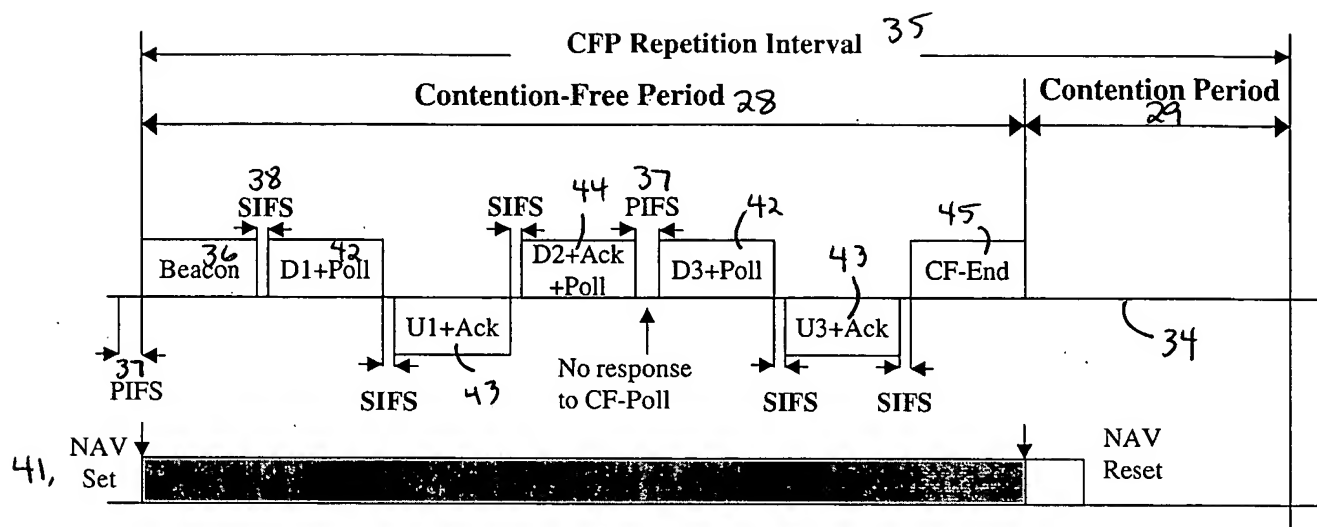 CFP Repetition Interval 35
Contention-Free Period 28
Contention Period
29
38
SIFS
SIFS
44
37
PIFS
42
45
Beacon 36
D1+Poll 42
D2+Ack
+Poll
D3+Poll
43
CF-End
U1+Ack
U3+Ack
34
37
PIFS
SIFS
43
No response
to CF-Poll
SIFS
SIFS
41,
NAV
Set
NAV
Reset